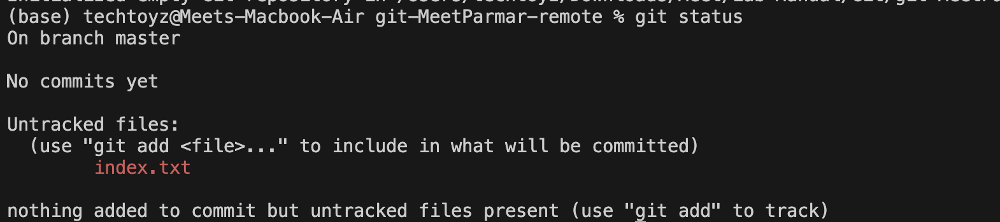 (base) techtoyz@Meets-Macbook-Air git-MeetParmar-remote % git status
On branch master
No commits yet
Untracked files:
(use "git add <file>..." to include in what will be committed)
index.txt
nothing added to commit but untracked files present (use "git add" to track)